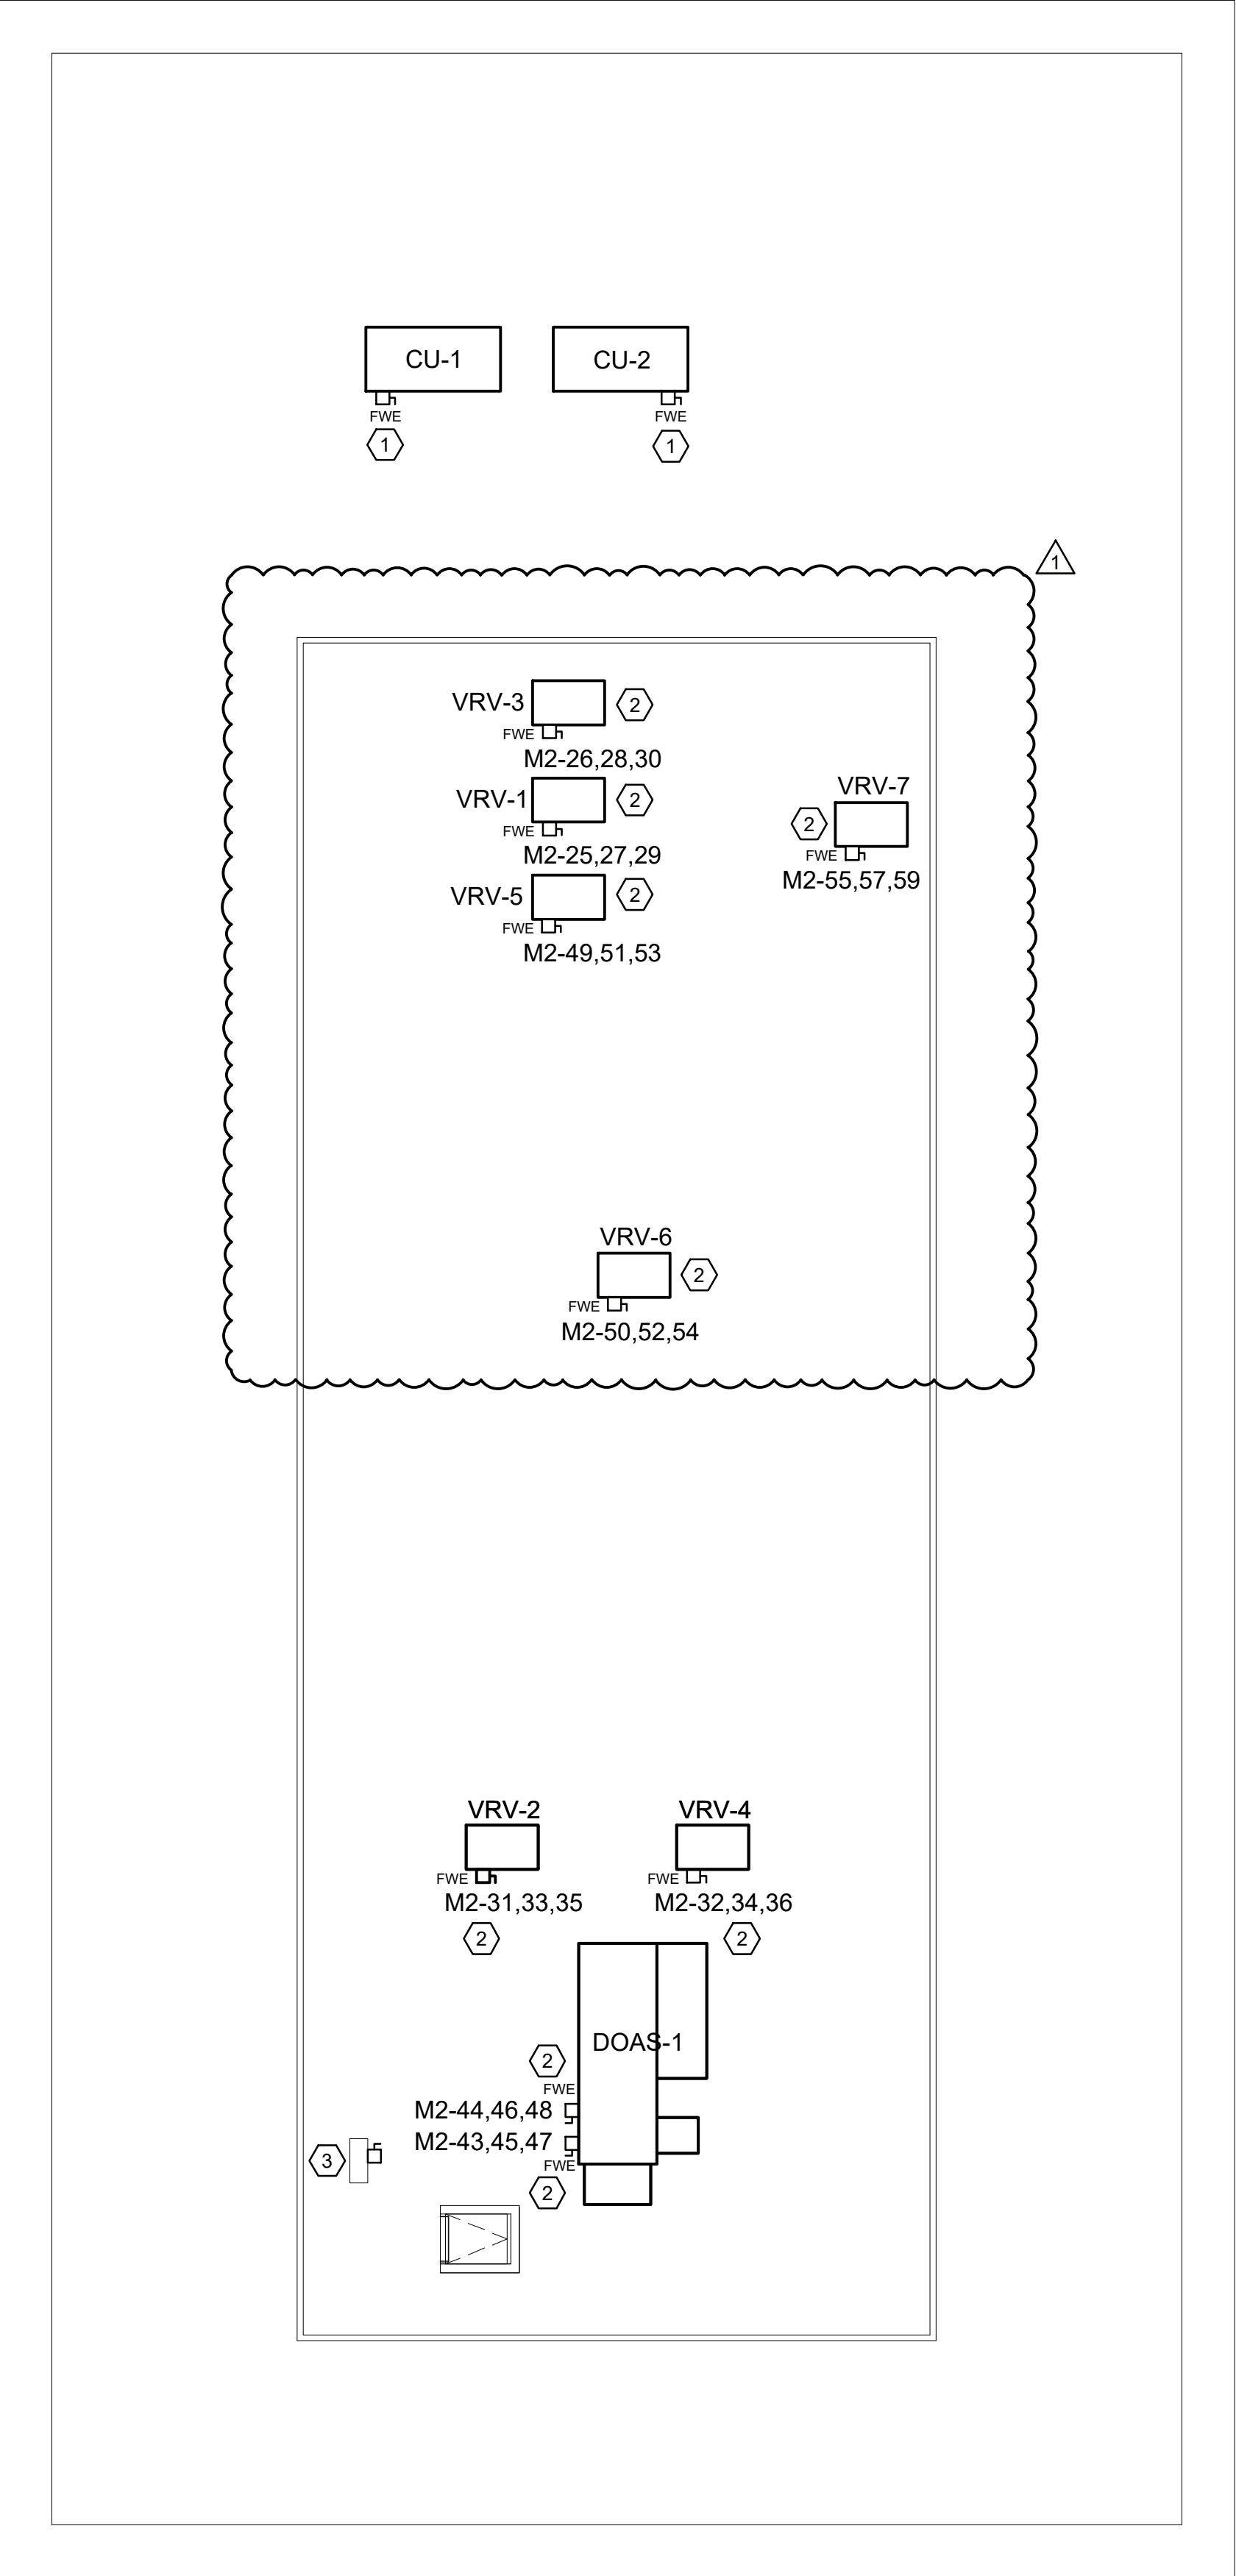 CU-1
CU-2
FWE
FWE
1
1
1
VRV-3
2
FWE
M2-26,28,30
VRV-7
VRV-1
2
2
FWE
M2-25,27,29
FWE
M2-55,57,59
VRV-5
2
FWE
M2-49,51,53
VRV-6
2
FWE
M2-50,52,54
VRV-2
VRV-4
FWE
FWE
M2-31,33,35
M2-32,34,36
2
2
DOAS-1
2
FWE
M2-44,46,48
M2-43,45,47
3
FWE
2